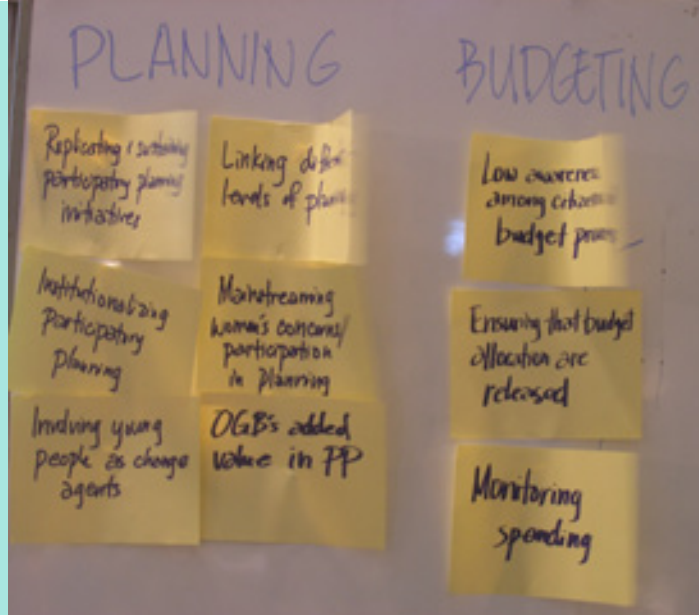 PLANNING
Replicating & sustaining
participatory planning
initiatives
Linking
levels of
Institutionalizing
Participatory
Planning
Mainstreaming
women's concerns/
participation
in Planning
Involving young
people as change
agents
OGB's added
value in PP
BUDGETING
Low
among
budget
Ensuring that budget
allocation are
released
Monitoring
spending